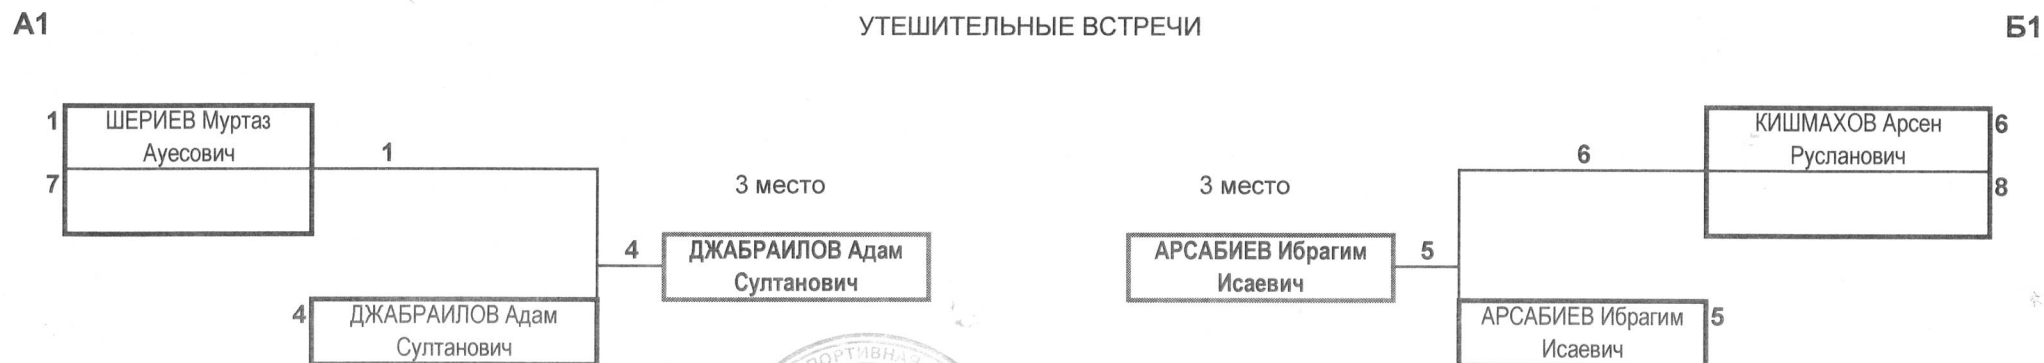 А1
УТЕШИТЕЛЬНЫЕ ВСТРЕЧИ
Б1
1
ШЕРИЕВ Муртаз
Ауесович
7
1
3 место
4
ДЖАБРАИЛОВ Адам
Султанович
4
ДЖАБРАИЛОВ Адам
Султанович
3 место
АРСАБИЕВ Ибрагим
Исаевич
5
6
КИШМАХОВ Арсен
Русланович
6
8
АРСАБИЕВ Ибрагим
Исаевич
5